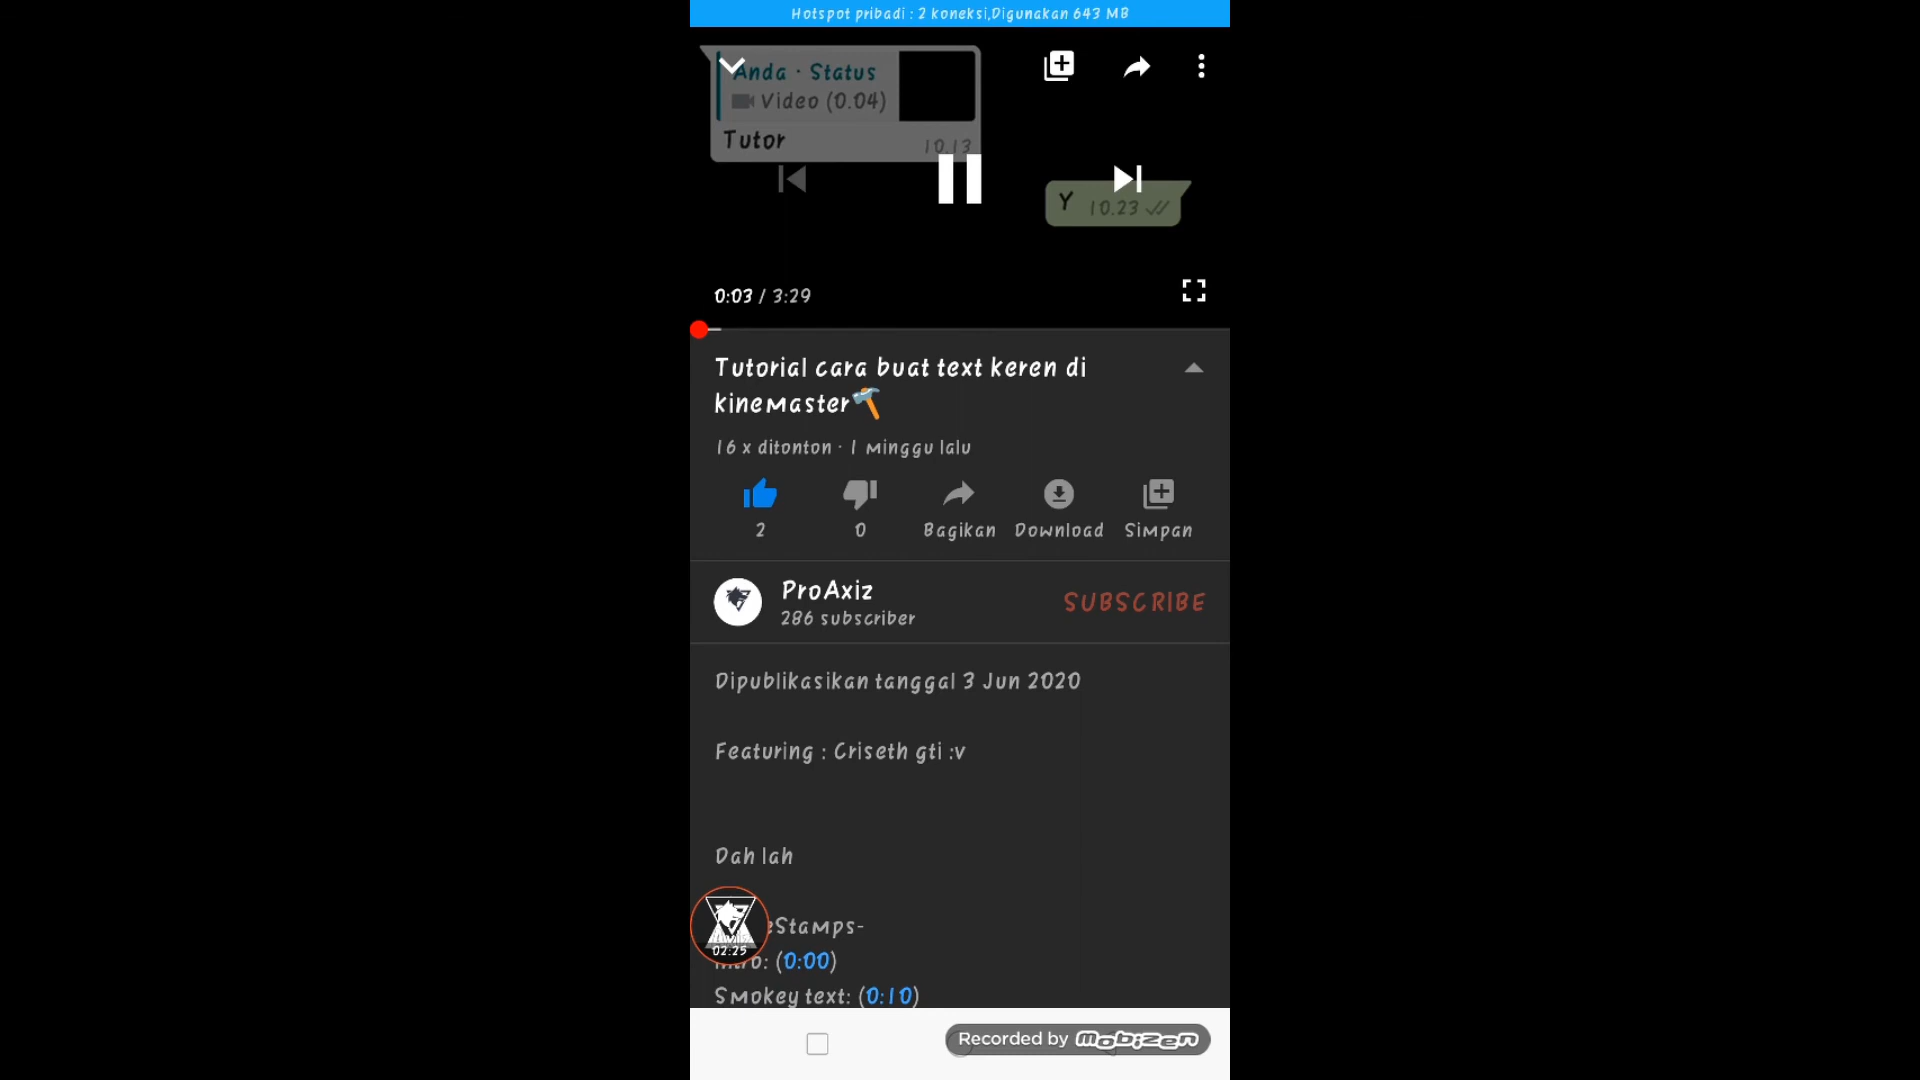 Hotspot pribadi : 2 koneksi,Digunakan 643 MB
Anda · Status
Video (0.04)
Tutor
10.13
Y 10.23
0:03 / 3:29
Tutorial cara buat text keren di
kinemaster🔨
16 x ditonton · 1 minggu lalu
2
0
Bagikan
Download
Simpan
ProAxiz
286 subscriber
SUBSCRIBE
Dipublikasikan tanggal 3 Jun 2020
Featuring : Criseth gti :v
Dah lah
eStamps-
02:25
Intro: (0:00)
Smokey text: (0:10)
Recorded by Mobizen